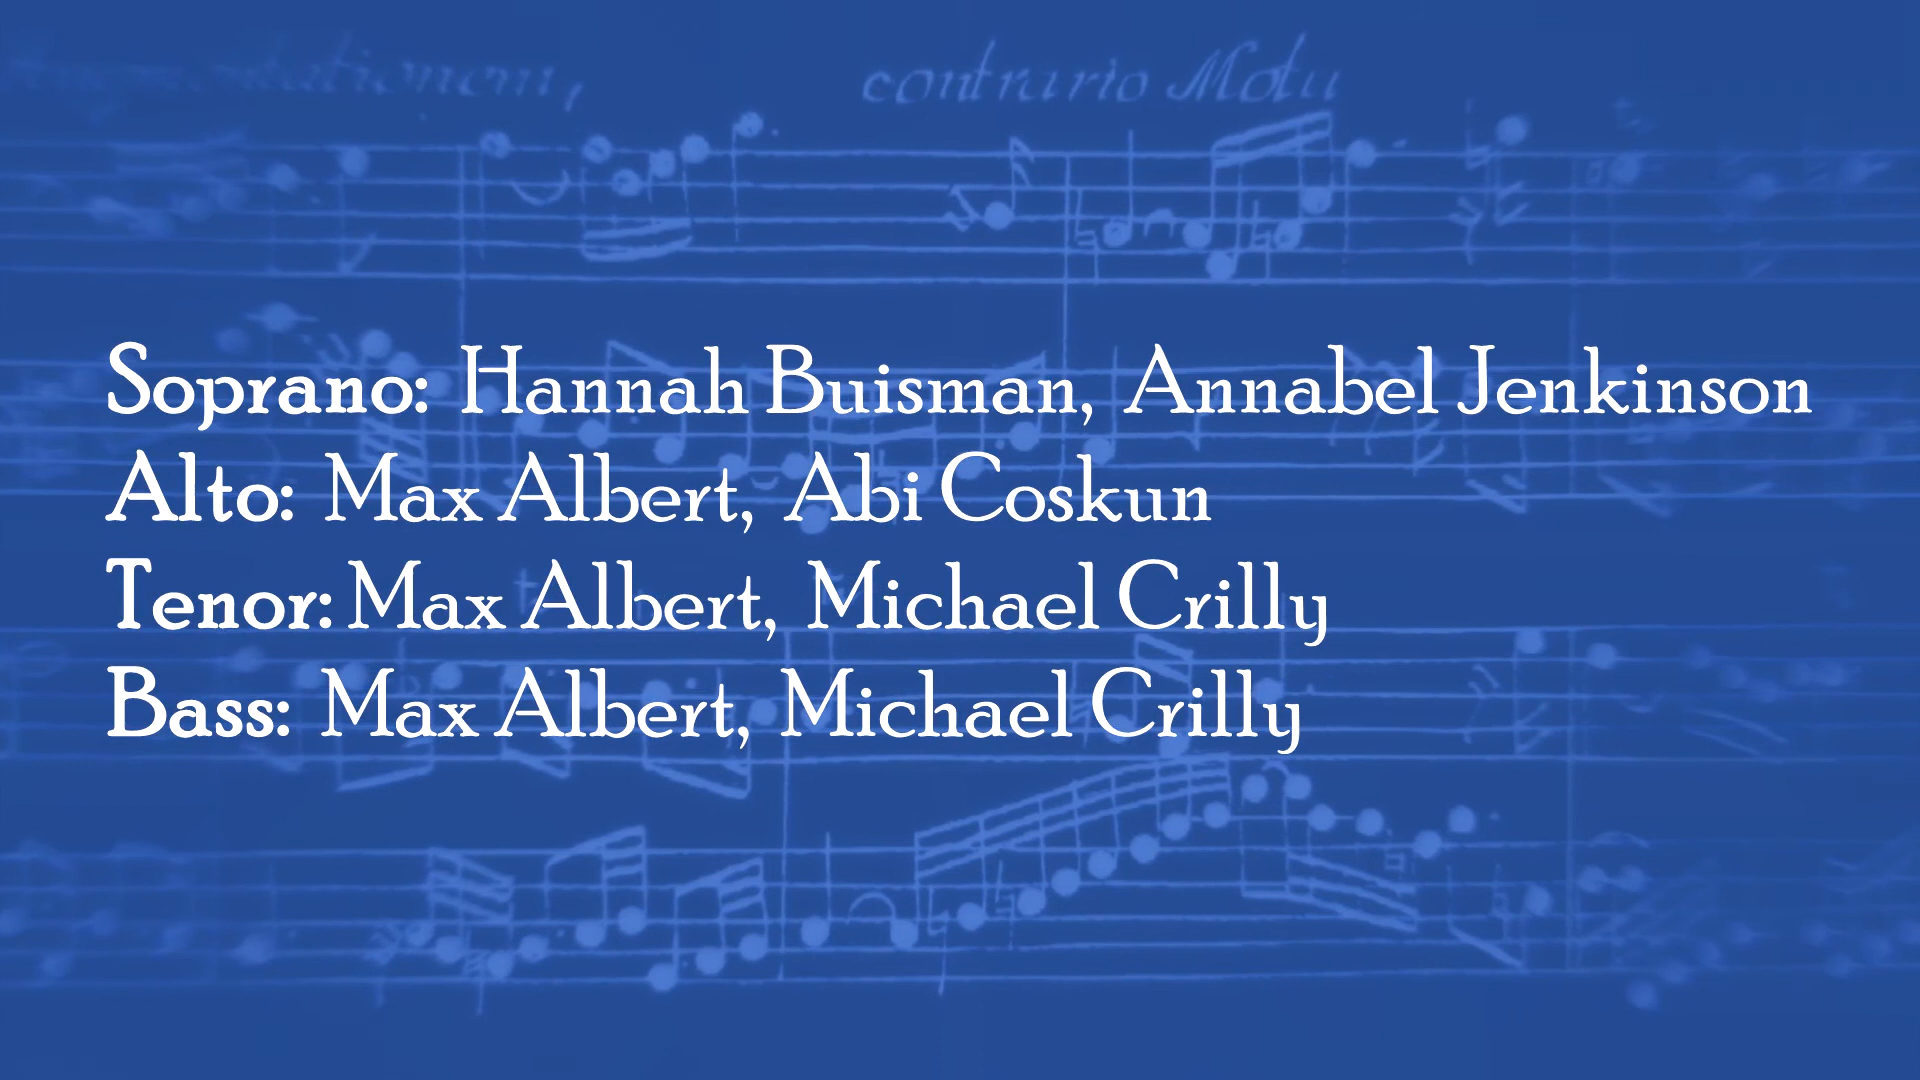 contrario Motu
Soprano: Hannah Buisman, Annabel Jenkinson
Alto: Max Albert, Abi Coskun
Tenor: Max Albert, Michael Crilly
Bass: Max Albert, Michael Crilly